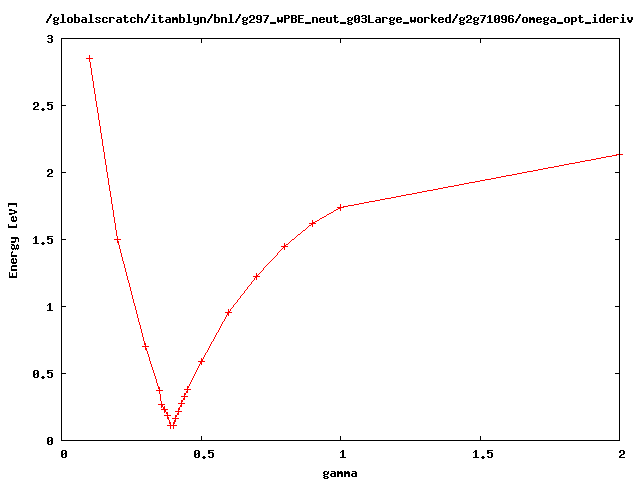 /globalscratch/itamblyn/bnl/g297_wPBE_neut_g03Large_worked/g2g71096/omega_opt_ideriv
3
2.5
2
1.5
1
0.5
0
Energy [eV]
0 0.5 1 1.5 2
gamma